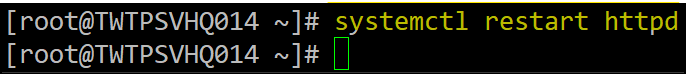 [root@TWTPSVHQ014 ~]# systemctl restart httpd
[root@TWTPSVHQ014 ~]#